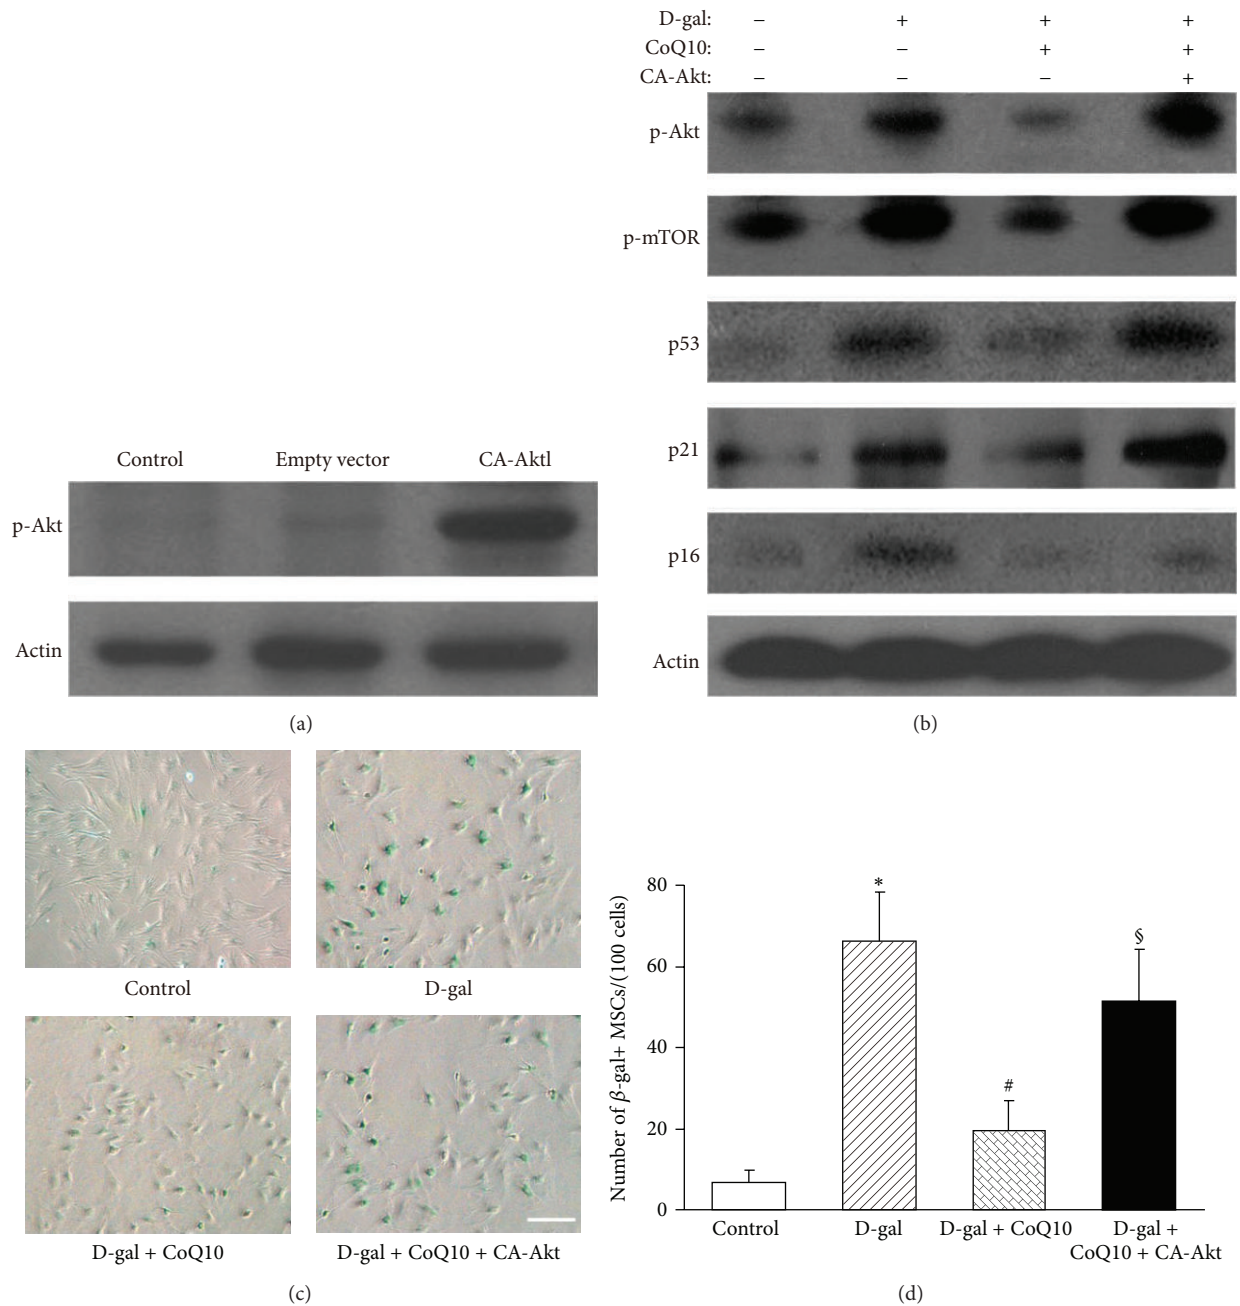 D-gal: − + + +
CoQ10: − − + +
CA-Akt: − − − +
p-Akt
p-mTOR
p53
p21
p16
Actin
(b)
Control Empty vector CA-Aktl
p-Akt
Actin
(a)
Control D-gal
D-gal + CoQ10 D-gal + CoQ10 + CA-Akt
(c)
Number of β-gal+ MSCs/(100 cells)
80
60
40
20
0
* # §
Control D-gal D-gal + CoQ10 D-gal +
CoQ10 + CA-Akt
(d)